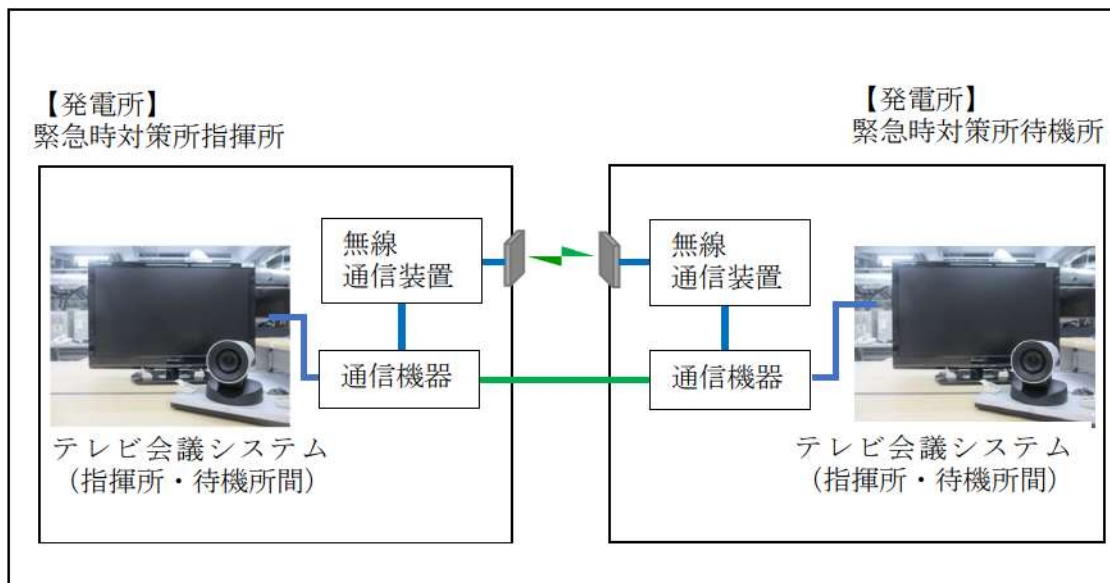 【発電所】
緊急時対策所指揮所
無線
通信装置
通信機器
テレビ会議システム
(指揮所・待機所間)
【発電所】
緊急時対策所待機所
無線
通信装置
通信機器
テレビ会議システム
(指揮所・待機所間)